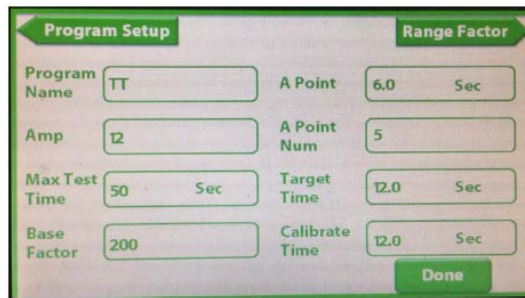 Program Setup
Range Factor
Program Name
TT
A Point
6.0 Sec
Amp
12
A Point Num
5
Max Test Time
50 Sec
Target Time
12.0 Sec
Base Factor
200
Calibrate Time
12.0 Sec
Done